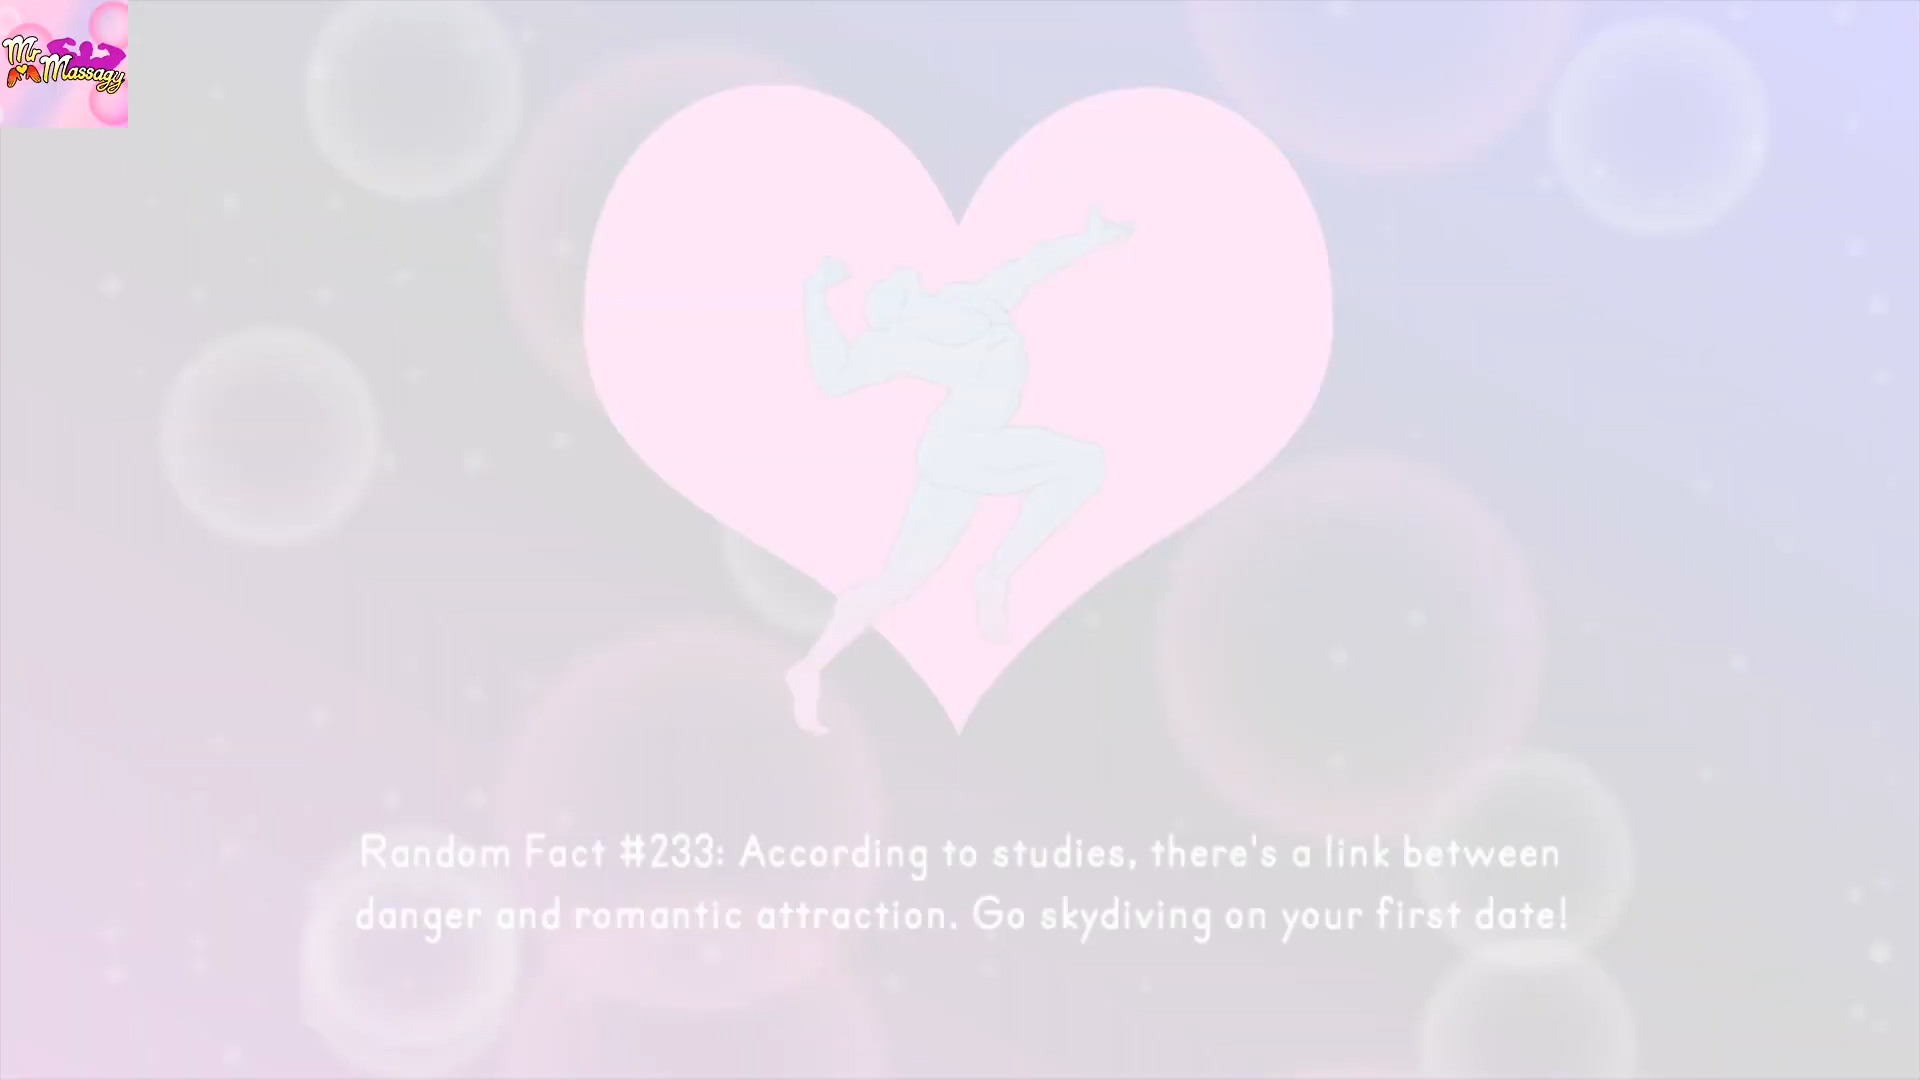 Mr
Massagy
Random Fact #233: According to studies, there's a link between
danger and romantic attraction. Go skydiving on your first date!